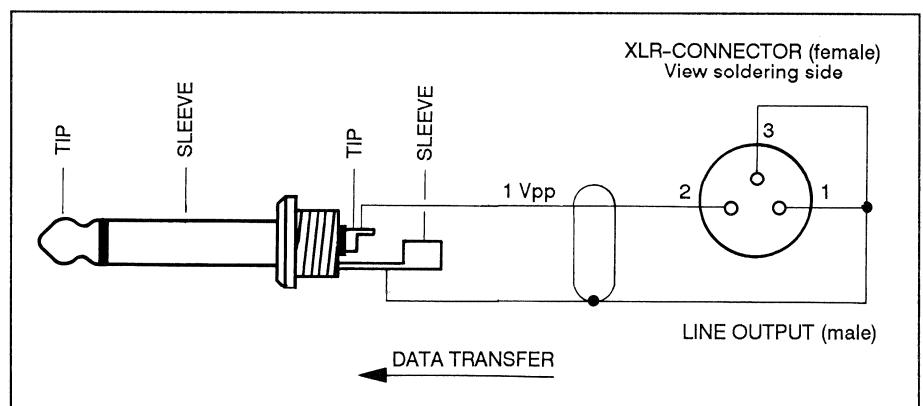 XLR-CONNECTOR (female)
View soldering side
TIP
SLEEVE
TIP
SLEEVE
3
1 Vpp
2
1
LINE OUTPUT (male)
DATA TRANSFER